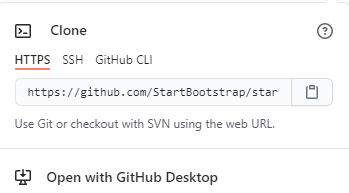 Clone
HTTPS SSH GitHub CLI
https://github.com/StartBootstrap/star
Use Git or checkout with SVN using the web URL.
Open with GitHub Desktop